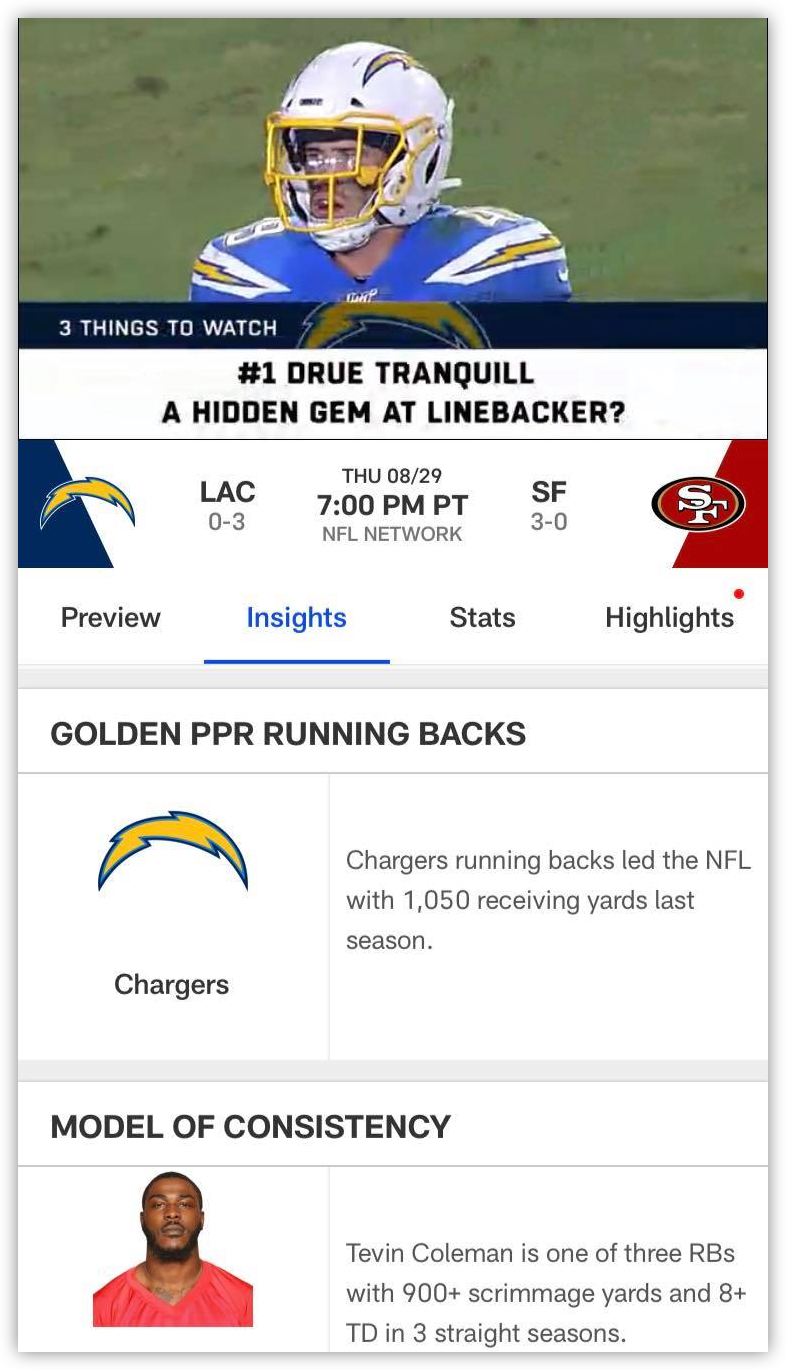 3 THINGS TO WATCH
#1 DRUE TRANQUILL
A HIDDEN GEM AT LINEBACKER?
LAC
0-3
THU 08/29
7:00 PM PT
NFL NETWORK
SF
3-0
SF
Preview
Insights
Stats
Highlights
GOLDEN PPR RUNNING BACKS
Chargers running backs led the NFL
with 1,050 receiving yards last
season.
Chargers
MODEL OF CONSISTENCY
Tevin Coleman is one of three RBs
with 900+ scrimmage yards and 8+
TD in 3 straight seasons.